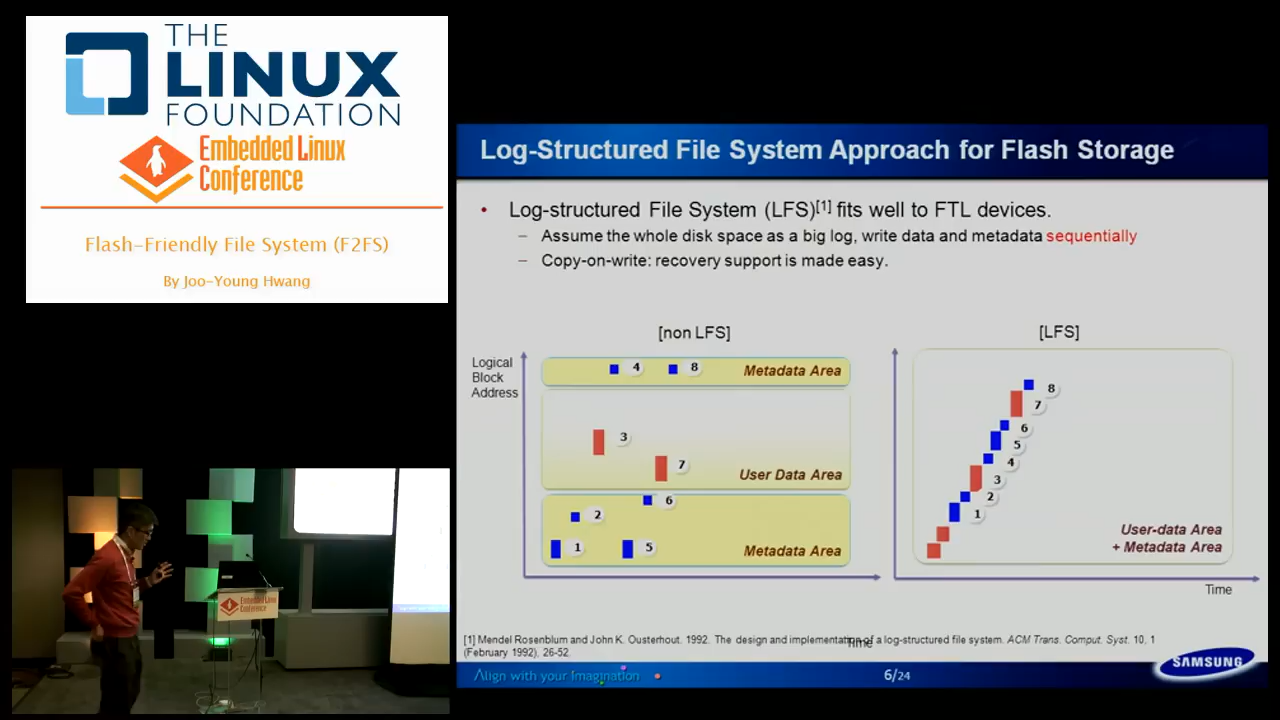 THE
LINUX
FOUNDATION
Embedded Linux
Conference
Flash-Friendly File System (F2FS)
By Joo-Young Hwang
Embedded Linux
Conference
Log-Structured File System Approach for Flash Storage
• Log-structured File System (LFS)[1] fits well to FTL devices.
– Assume the whole disk space as a big log, write data and metadata sequentially
– Copy-on-write: recovery support is made easy.
[non LFS]
Logical
Block
Address
4 8 Metadata Area
3
7
User Data Area
6
2
1 5 Metadata Area
[LFS]
8
7
6
5
4
3
2
1
User-data Area
+ Metadata Area
Time
Time
[1] Mendel Rosenblum and John K. Ousterhout. 1992. The design and implementation of a log-structured file system. ACM Trans. Comput. Syst. 10, 1
(February 1992), 26-52.
Align with your Imagination
6/24
SAMSUNG